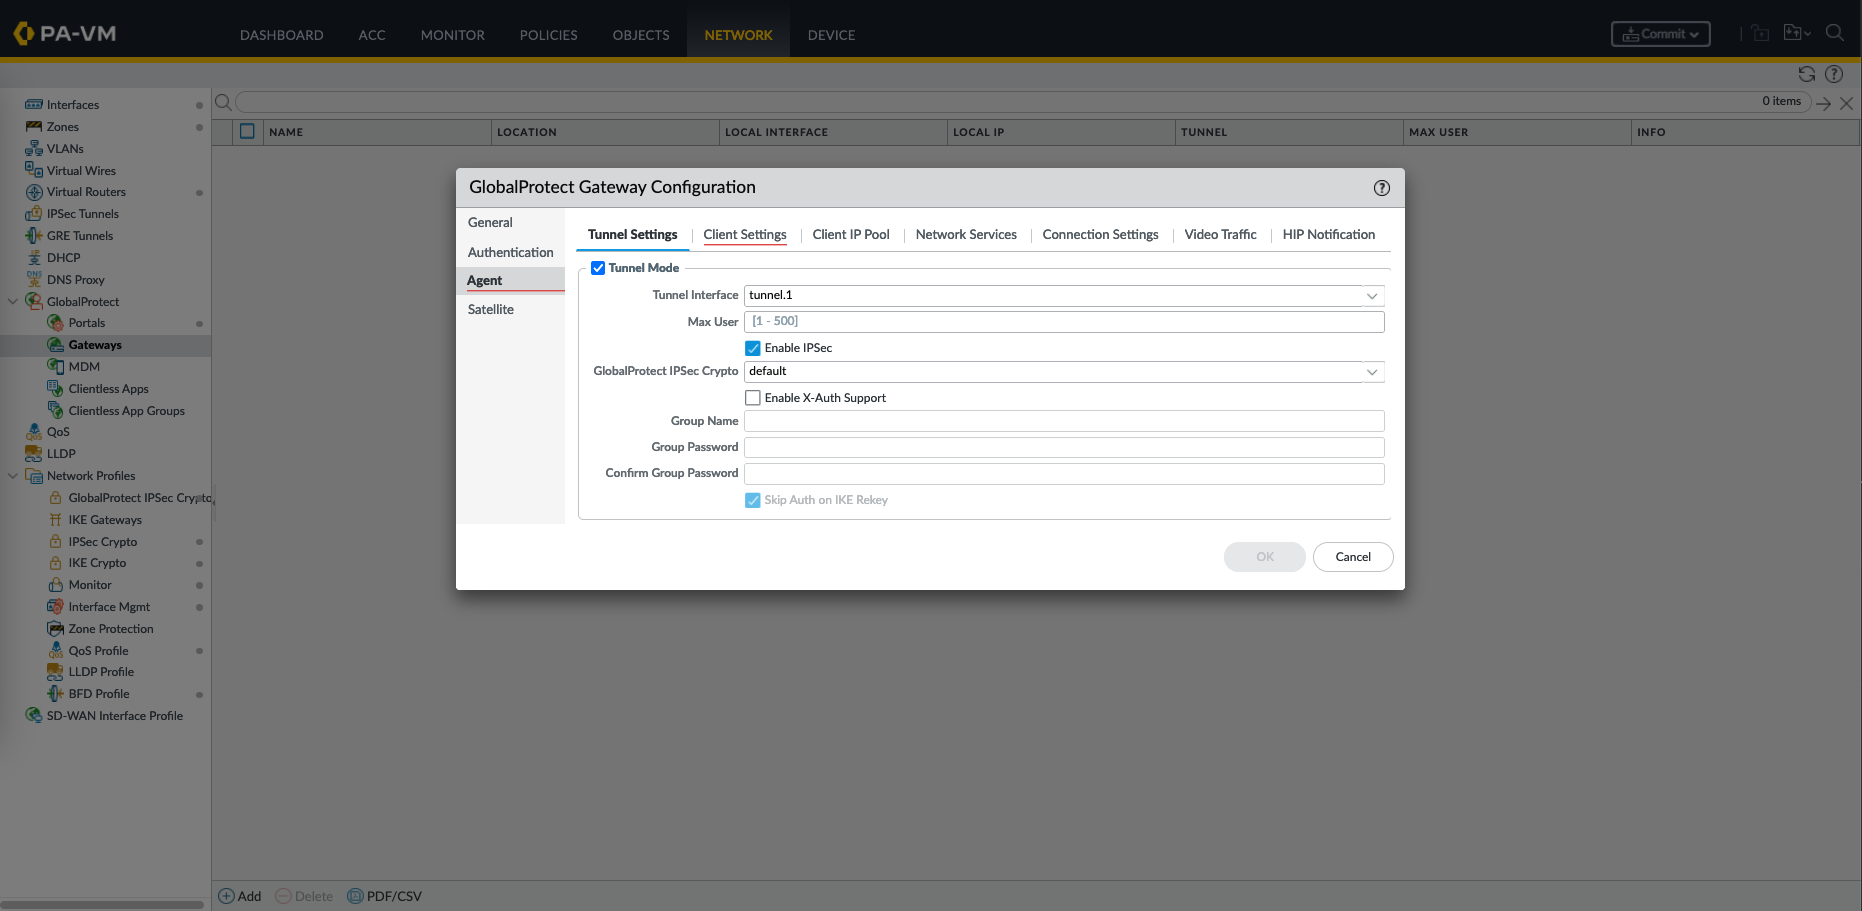 PA-VM
DASHBOARD ACC MONITOR POLICIES OBJECTS NETWORK DEVICE
Commit
0 items
NAME LOCATION LOCAL INTERFACE LOCAL IP TUNNEL MAX USER INFO
Interfaces
Zones
VLANs
Virtual Wires
Virtual Routers
IPSec Tunnels
GRE Tunnels
DHCP
DNS Proxy
GlobalProtect
Portals
Gateways
MDM
Clientless Apps
Clientless App Groups
QoS
LLDP
Network Profiles
GlobalProtect IPSec Crypto
IKE Gateways
IPSec Crypto
IKE Crypto
Monitor
Interface Mgmt
Zone Protection
QoS Profile
LLDP Profile
BFD Profile
SD-WAN Interface Profile
GlobalProtect Gateway Configuration
General
Authentication
Agent
Satellite
Tunnel Settings Client Settings Client IP Pool Network Services Connection Settings Video Traffic HIP Notification
Tunnel Mode
Tunnel Interface tunnel.1
Max User [1 - 500]
Enable IPSec
GlobalProtect IPSec Crypto default
Enable X-Auth Support
Group Name
Group Password
Confirm Group Password
Skip Auth on IKE Rekey
OK Cancel
Add Delete PDF/CSV